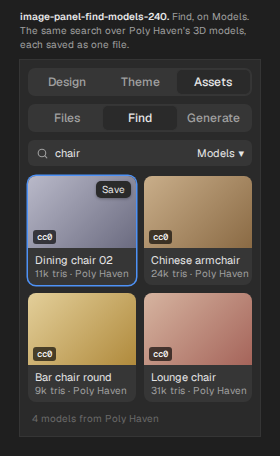 image-panel-find-models-240. Find, on Models.
The same search over Poly Haven's 3D models,
each saved as one file.
Design Theme Assets
Files Find Generate
chair Models ▾
Save
cc0 cc0
Dining chair 02 Chinese armchair
11k tris · Poly Haven 24k tris · Poly Haven
cc0 cc0
Bar chair round Lounge chair
9k tris · Poly Haven 31k tris · Poly Haven
4 models from Poly Haven